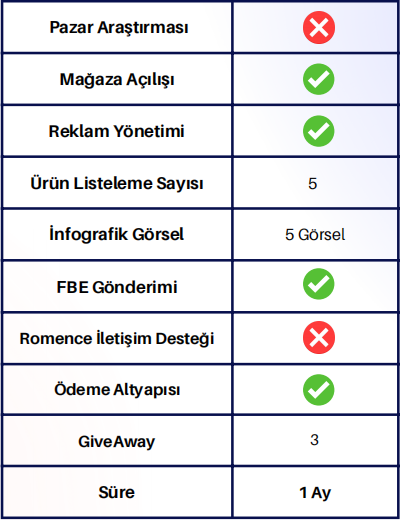 Pazar Araştırması
Mağaza Açılışı
Reklam Yönetimi
Ürün Listeleme Sayısı 5
İnfografik Görsel 5 Görsel
FBE Gönderimi
Romence İletişim Desteği
Ödeme Altyapısı
GiveAway 3
Süre 1 Ay